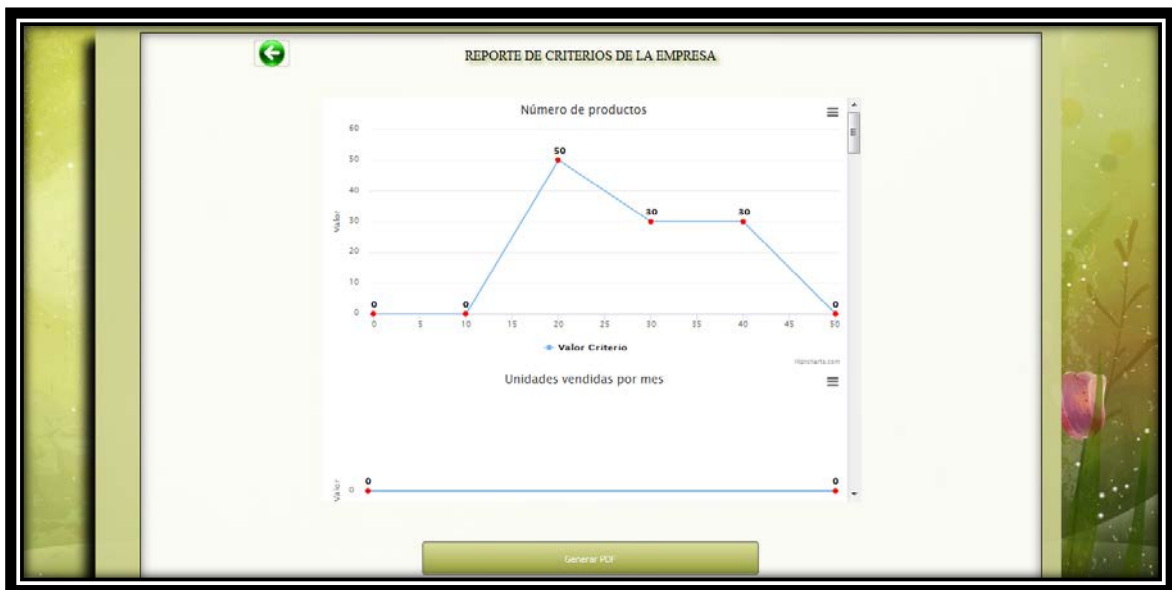 REPORTE DE CRITERIOS DE LA EMPRESA
Número de productos
60
50
40
30
20
10
0
Valor
0
0
50
30
30
0
0 5 10 15 20 25 30 35 40 45 50
Valor Criterio
Highcharts.com
Unidades vendidas por mes
Valor
0
0
0
Generar PDF